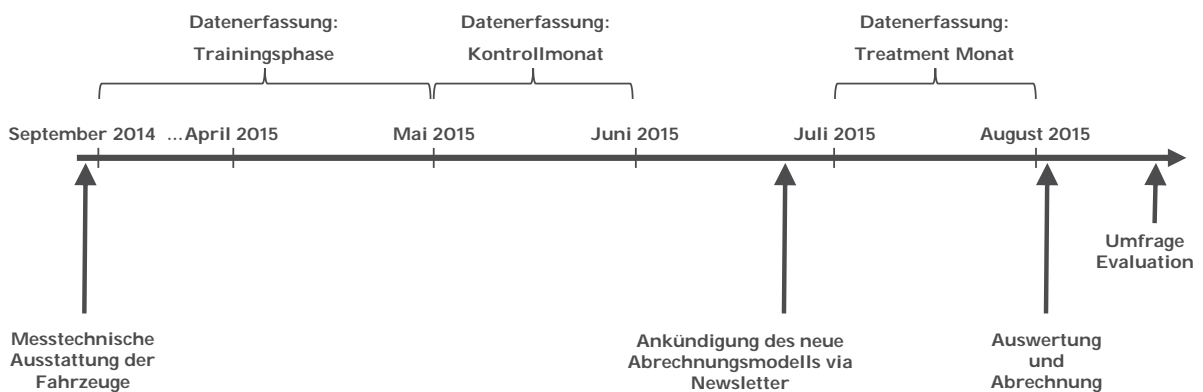 Datenerfassung:
Trainingsphase
Datenerfassung:
Kontrollmonat
Datenerfassung:
Treatment Monat
September 2014 ...April 2015 Mai 2015 Juni 2015 Juli 2015 August 2015
Umfrage
Evaluation
Messtechnische
Ausstattung der
Fahrzeuge
Ankündigung des neue
Abrechnungsmodells via
Newsletter
Auswertung
und
Abrechnung